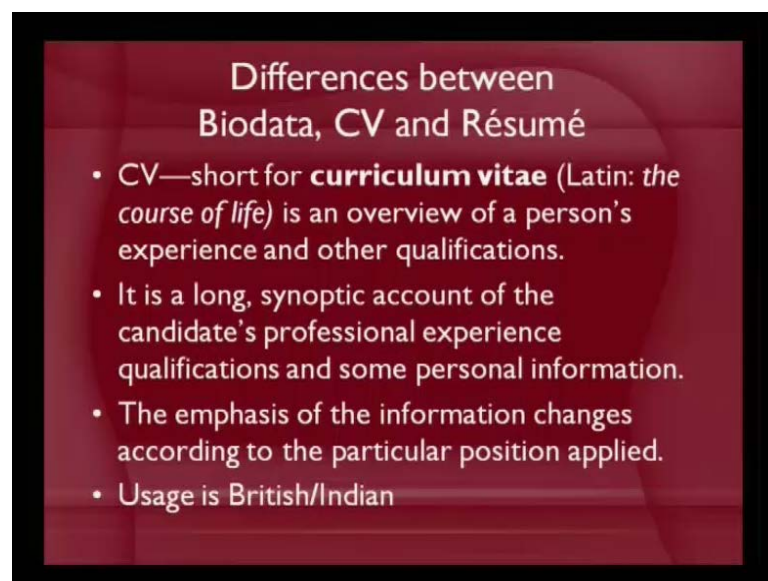 Differences between
Biodata, CV and Résumé
• CV—short for curriculum vitae (Latin: the
course of life) is an overview of a person's
experience and other qualifications.
• It is a long, synoptic account of the
candidate's professional experience
qualifications and some personal information.
• The emphasis of the information changes
according to the particular position applied.
• Usage is British/Indian